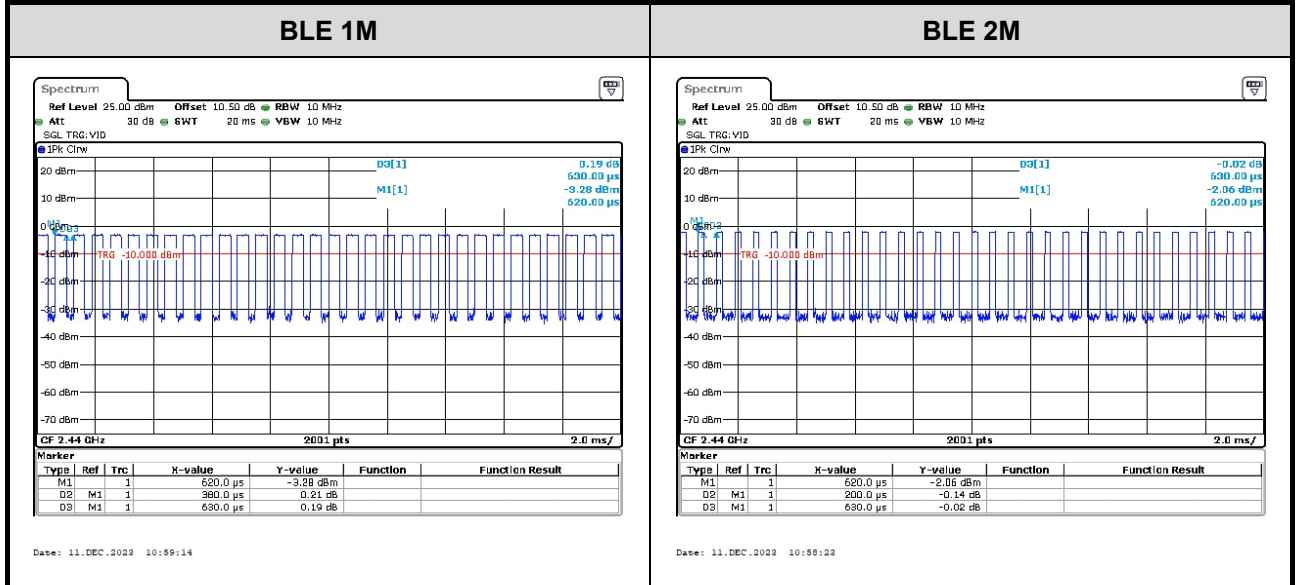 BLE 1M
BLE 2M
Spectrum
Ref Level 25.00 dBm Offset 10.50 dB RBW 10 MHz
Att 30 dB SWT 20 ms VBW 10 MHz
SGL TRG: VID
1Pk Clrw
D3[1] 0.19 dB
630.00 µs
M1[1] -3.28 dBm
620.00 µs
20 dBm
10 dBm
0 dBm
M1
D3
-10 dBm
TRG -10.000 dBm
-20 dBm
-30 dBm
-40 dBm
-50 dBm
-60 dBm
-70 dBm
CF 2.44 GHz 2001 pts 2.0 ms/
Marker
Type Ref Trc X-value Y-value Function Function Result
M1 1 620.0 µs -3.28 dBm
D2 M1 1 380.0 µs 0.21 dB
D3 M1 1 630.0 µs 0.19 dB
Date: 11.DEC.2023 10:59:14
Spectrum
Ref Level 25.00 dBm Offset 10.50 dB RBW 10 MHz
Att 30 dB SWT 20 ms VBW 10 MHz
SGL TRG: VID
1Pk Clrw
D3[1] -0.02 dB
630.00 µs
M1[1] -2.06 dBm
620.00 µs
20 dBm
10 dBm
0 dBm
M1
D3
-10 dBm
TRG -10.000 dBm
-20 dBm
-30 dBm
-40 dBm
-50 dBm
-60 dBm
-70 dBm
CF 2.44 GHz 2001 pts 2.0 ms/
Marker
Type Ref Trc X-value Y-value Function Function Result
M1 1 620.0 µs -2.06 dBm
D2 M1 1 200.0 µs -0.14 dB
D3 M1 1 630.0 µs -0.02 dB
Date: 11.DEC.2023 10:58:23